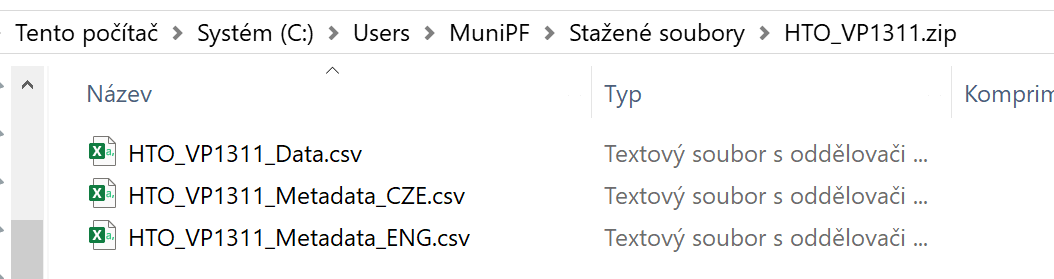 Tento počítač > Systém (C:) > Users > MuniPF > Stažené soubory > HTO_VP1311.zip
Název Typ Komprim
HTO_VP1311_Data.csv Textový soubor s oddělovači ...
HTO_VP1311_Metadata_CZE.csv Textový soubor s oddělovači ...
HTO_VP1311_Metadata_ENG.csv Textový soubor s oddělovači ...